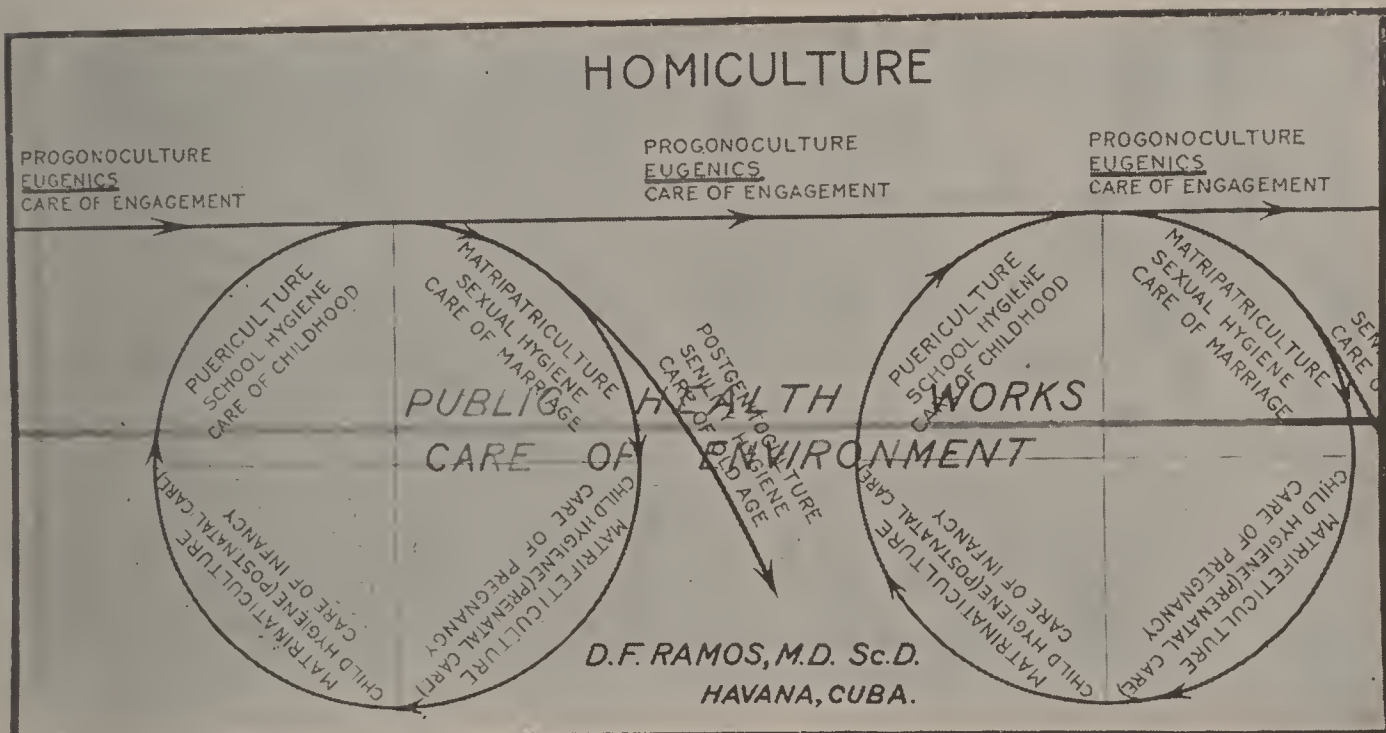 HOMICULTURE
PROGONOCULTURE
EUGENICS
CARE OF ENGAGEMENT
PROGONOCULTURE
EUGENICS
CARE OF ENGAGEMENT
PROGONOCULTURE
EUGENICS
CARE OF ENGAGEMENT
PUERICULTURE
SCHOOL HYGIENE
CARE OF CHILDHOOD
MATRIPATRICULTURE
SEXUAL HYGIENE
CARE OF MARRIAGE
POSTGENITOCULTURE
SENILITY HYGIENE
CARE OF OLD AGE
PUERICULTURE
SCHOOL HYGIENE
CARE OF CHILDHOOD
MATRIPATRICULTURE
SEXUAL HYGIENE
CARE OF MARRIAGE
PUBLIC HEALTH WORKS
CARE OF ENVIRONMENT
MATRINATICULTURE
CHILD HYGIENE (POSTNATAL CARE)
CARE OF INFANCY
MATRIFETICULTURE
CHILD HYGIENE (PRENATAL CARE)
CARE OF PREGNANCY
MATRINATICULTURE
CHILD HYGIENE (POSTNATAL CARE)
CARE OF INFANCY
MATRIFETICULTURE
CHILD HYGIENE (PRENATAL CARE)
CARE OF PREGNANCY
D.F. RAMOS, M.D. Sc.D.
HAVANA, CUBA.